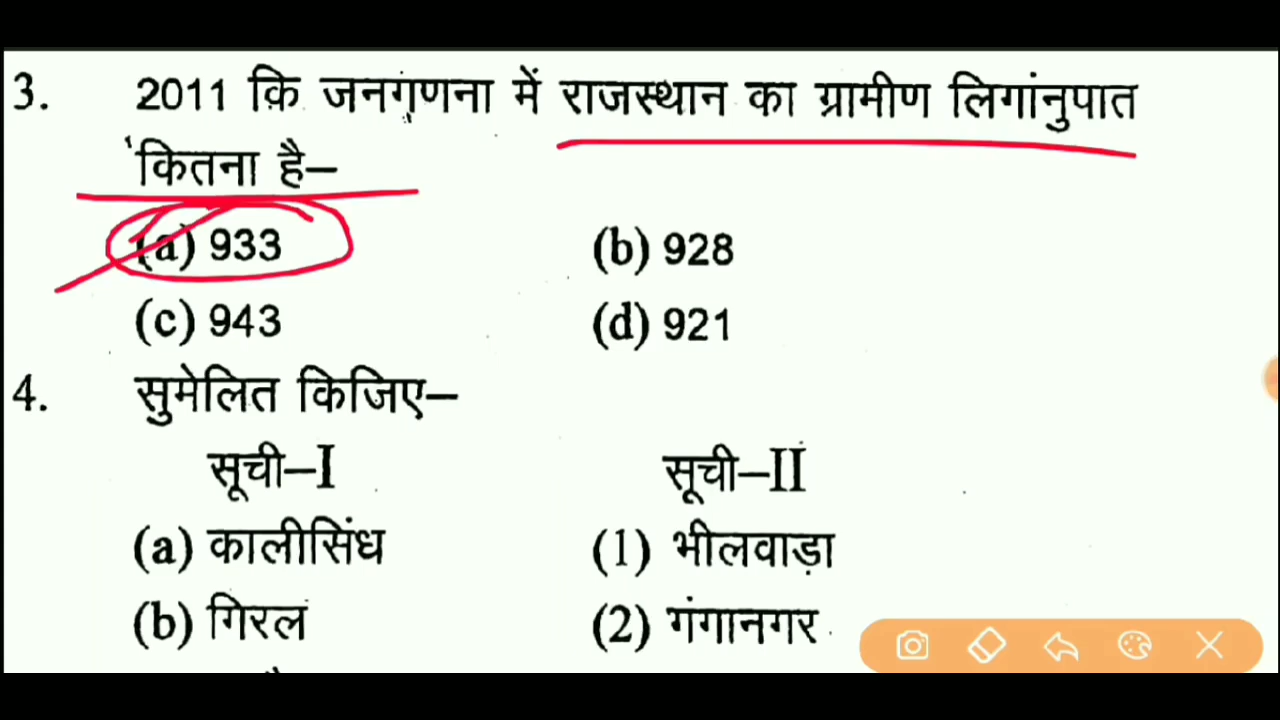 3. 2011 कि जनगणना में राजस्थान का ग्रामीण लिगांनुपात
कितना है–
(a) 933 (b) 928
(c) 943 (d) 921
4. सुमेलित किजिए–
सूची–I सूची–II
(a) कालीसिंध (1) भीलवाड़ा
(b) गिरल (2) गंगानगर